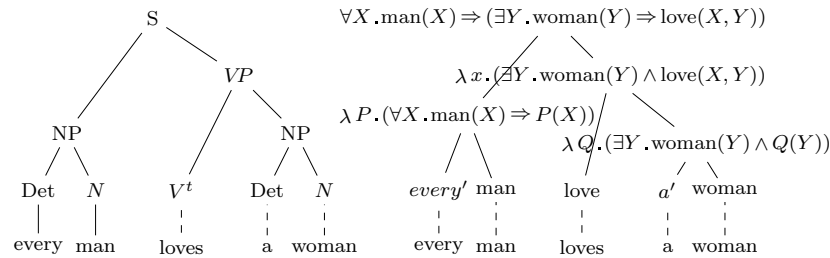 S ∀X.man(X) ⇒ (∃Y.woman(Y) ⇒ love(X, Y))
VP λx.(∃Y.woman(Y) ∧ love(X, Y))
λP.(∀X.man(X) ⇒ P(X))
NP NP λQ.(∃Y.woman(Y) ∧ Q(Y))
Det N Vᵗ Det N every′ man love a′ woman
every man loves a woman every man loves a woman